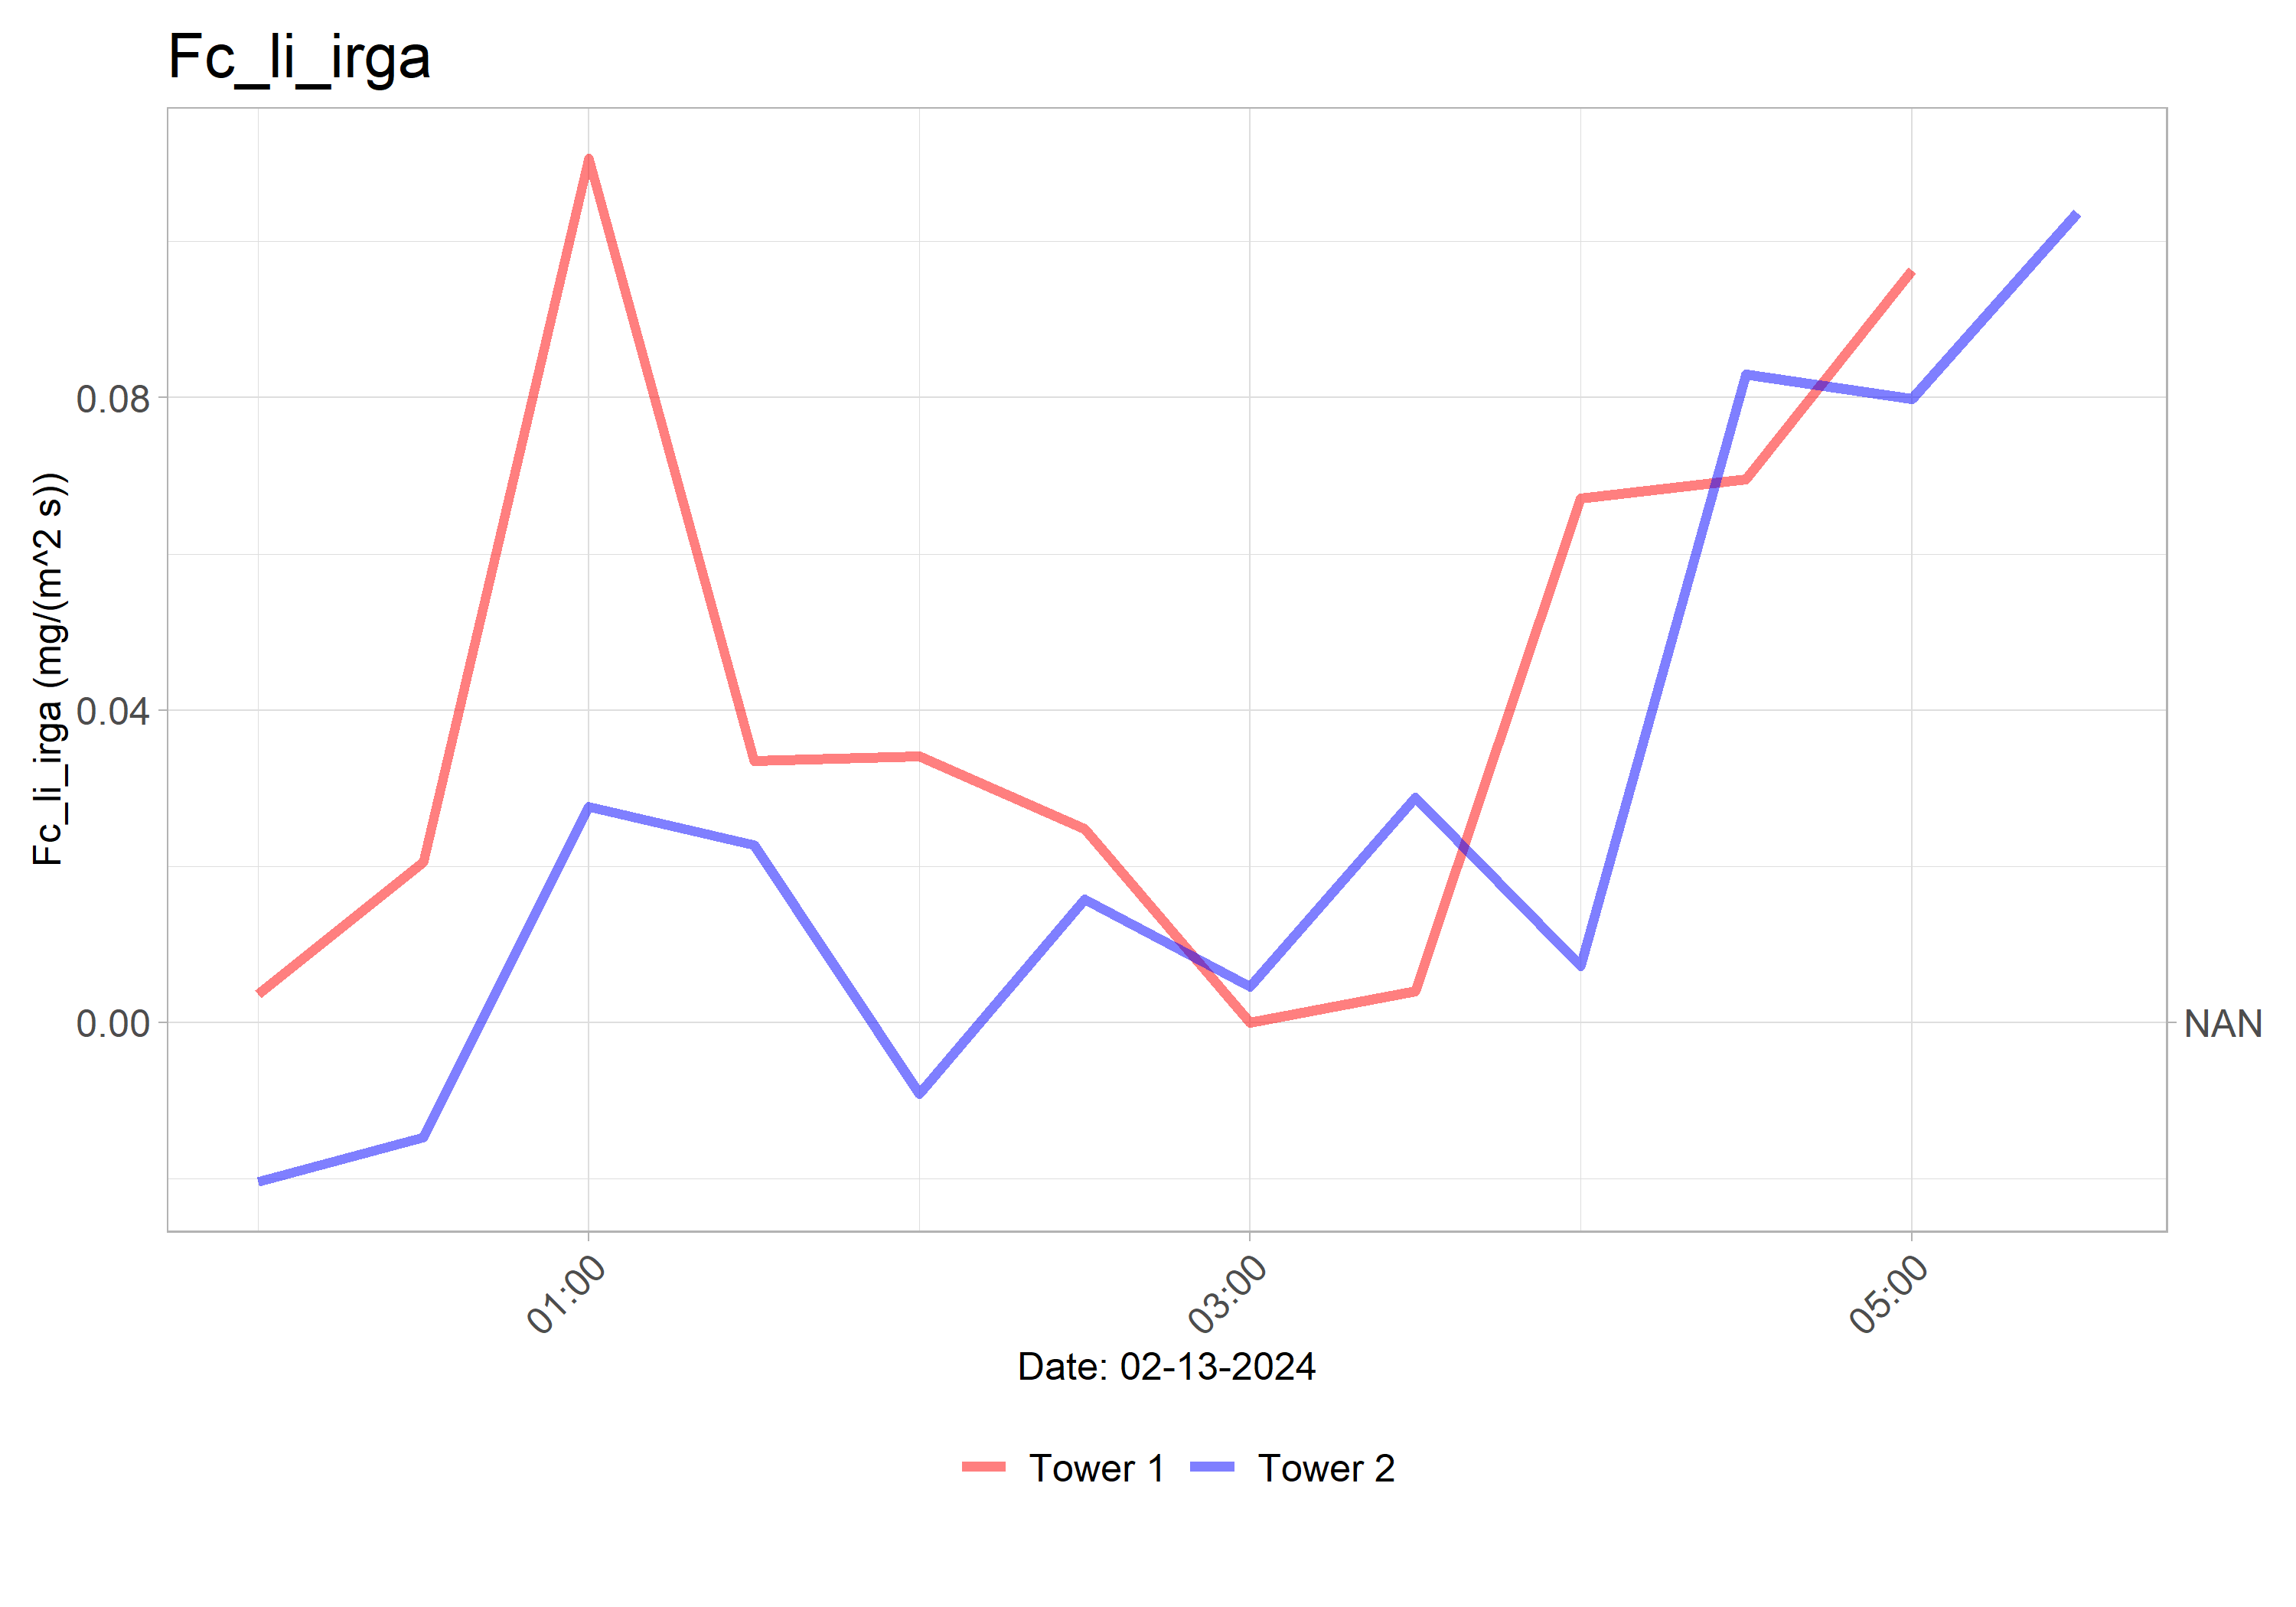 Fc_li_irga
Fc_li_irga (mg/(m^2 s))
0.08
0.04
0.00
NAN
01:00
03:00
05:00
Date: 02-13-2024
Tower 1
Tower 2